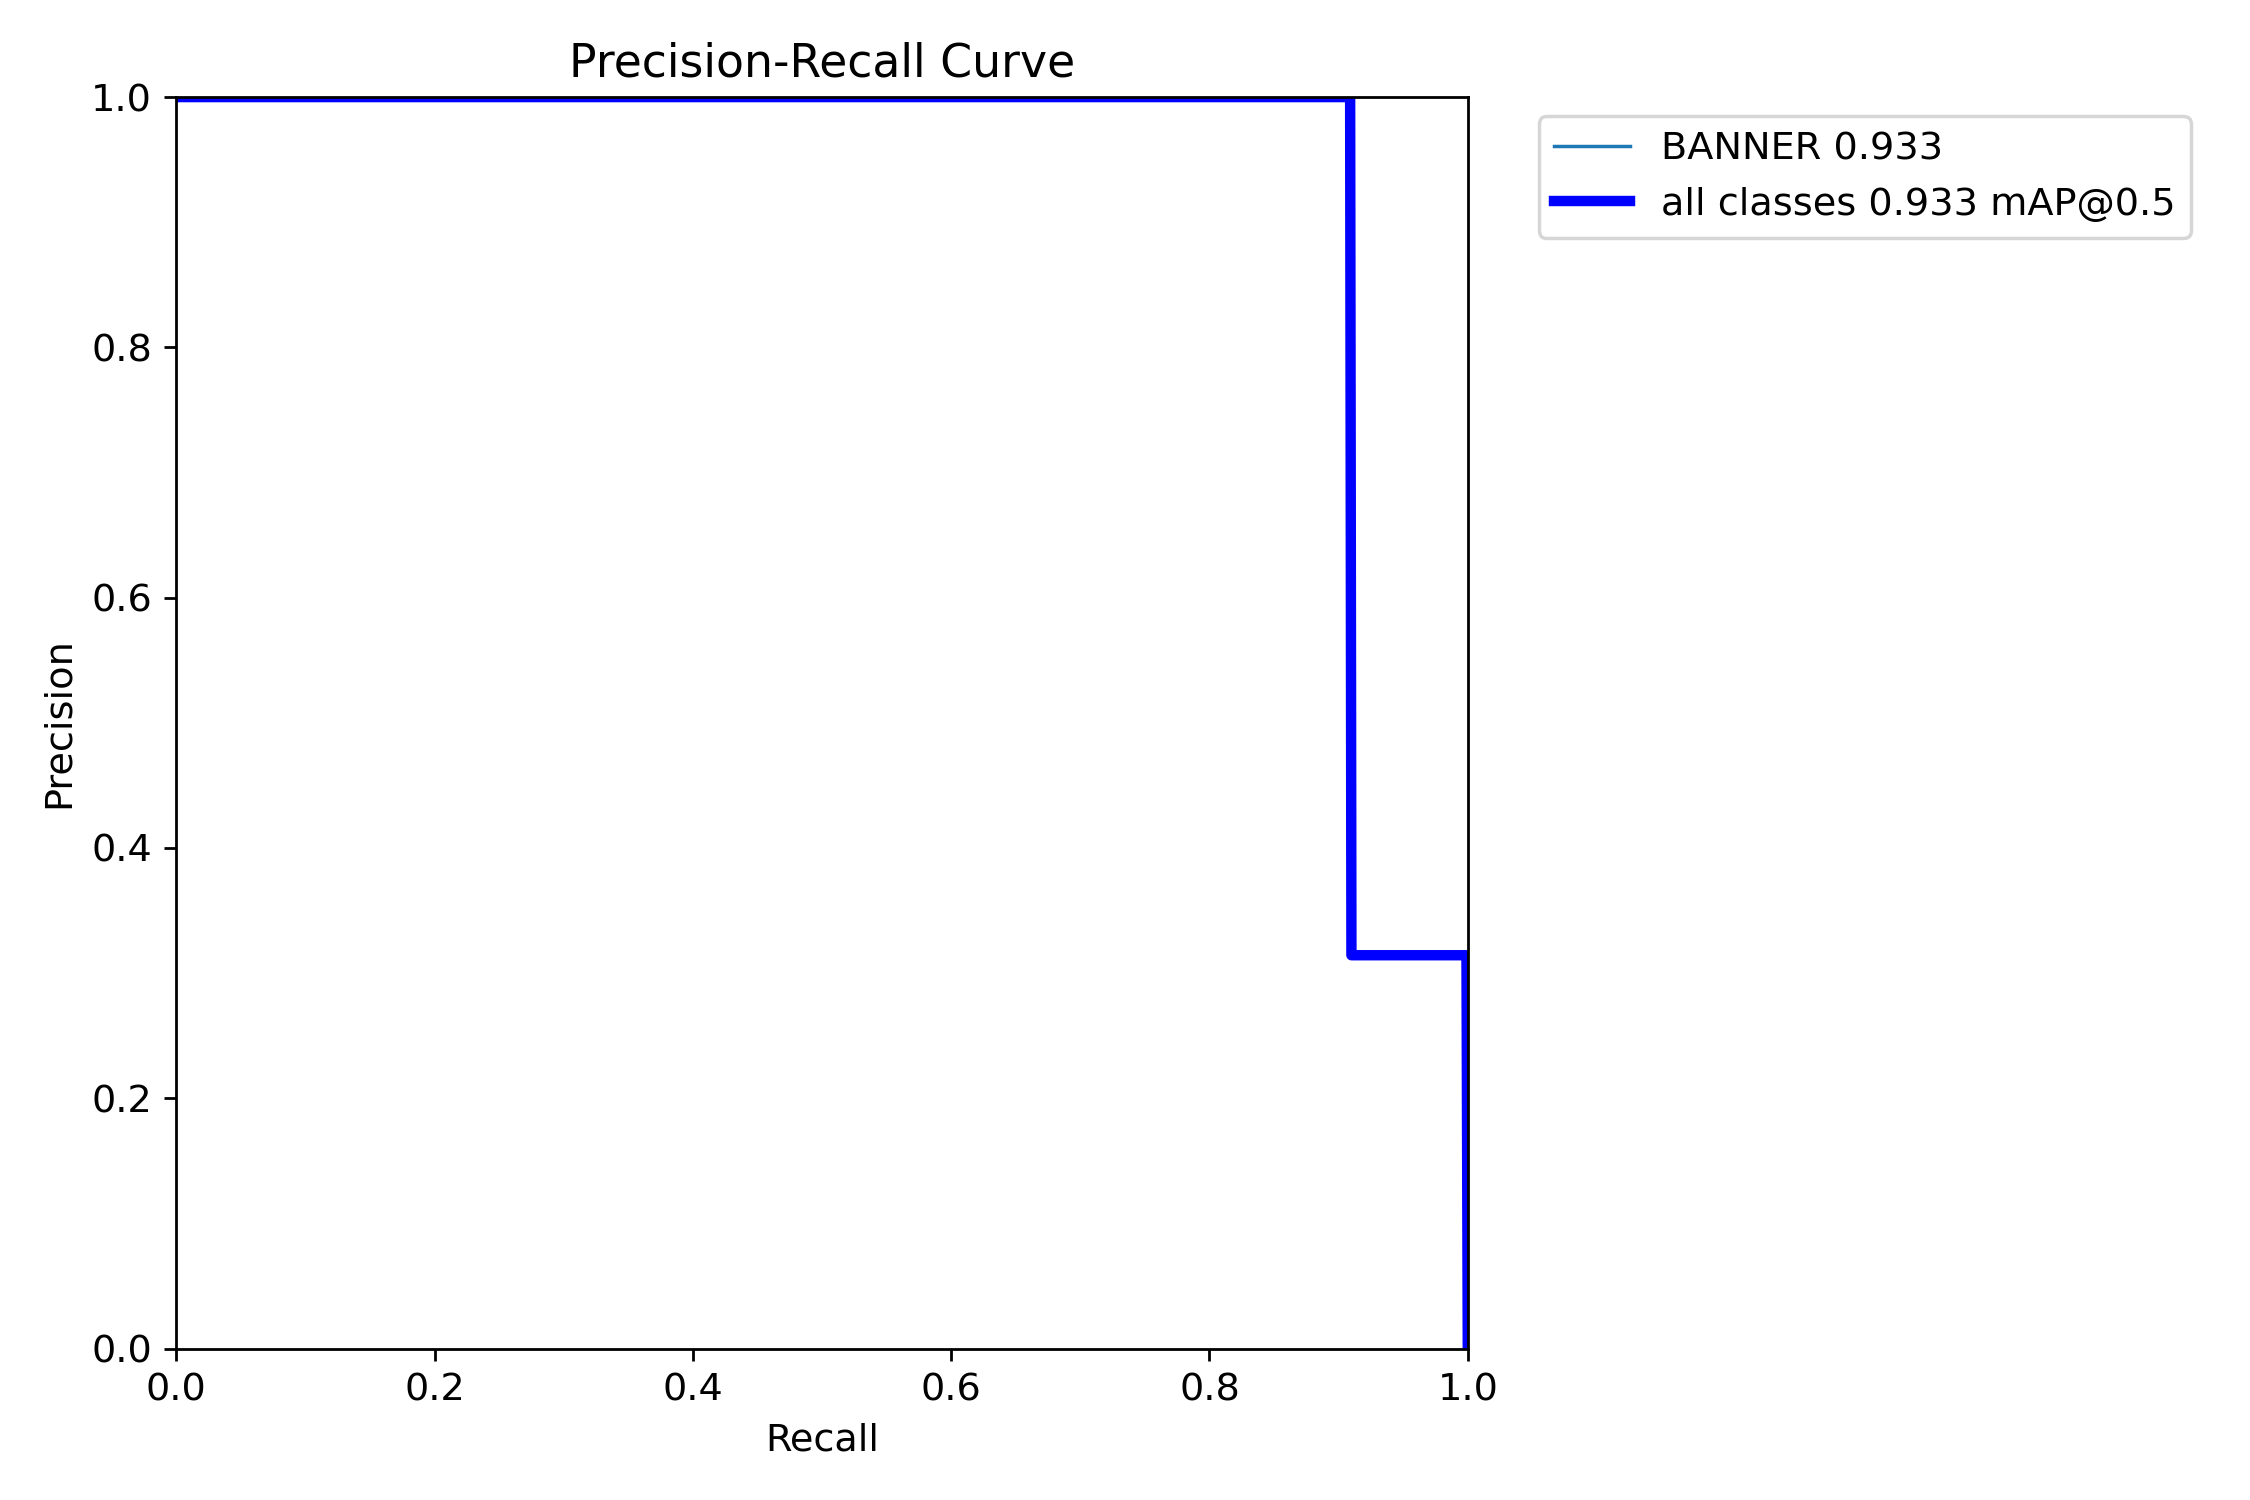 Precision-Recall Curve
1.0
0.8
0.6
0.4
0.2
0.0
Precision
0.0 0.2 0.4 0.6 0.8 1.0
Recall
BANNER 0.933
all classes 0.933 mAP@0.5